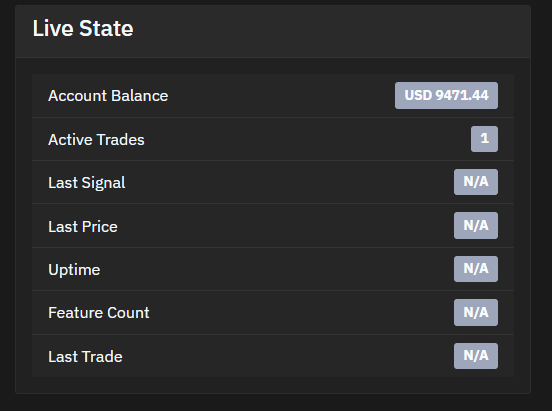 Live State
Account Balance USD 9471.44
Active Trades 1
Last Signal N/A
Last Price N/A
Uptime N/A
Feature Count N/A
Last Trade N/A